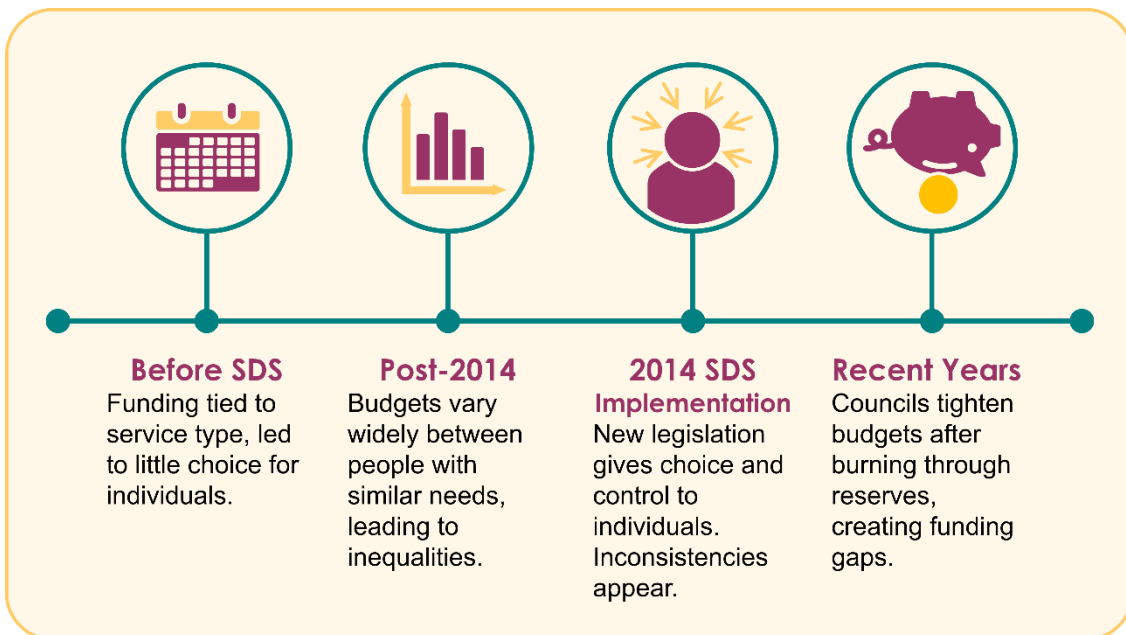 Before SDS
Funding tied to
service type, led
to little choice for
individuals.
Post-2014
Budgets vary
widely between
people with
similar needs,
leading to
inequalities.
2014 SDS
Implementation
New legislation
gives choice and
control to
individuals.
Inconsistencies
appear.
Recent Years
Councils tighten
budgets after
burning through
reserves,
creating funding
gaps.